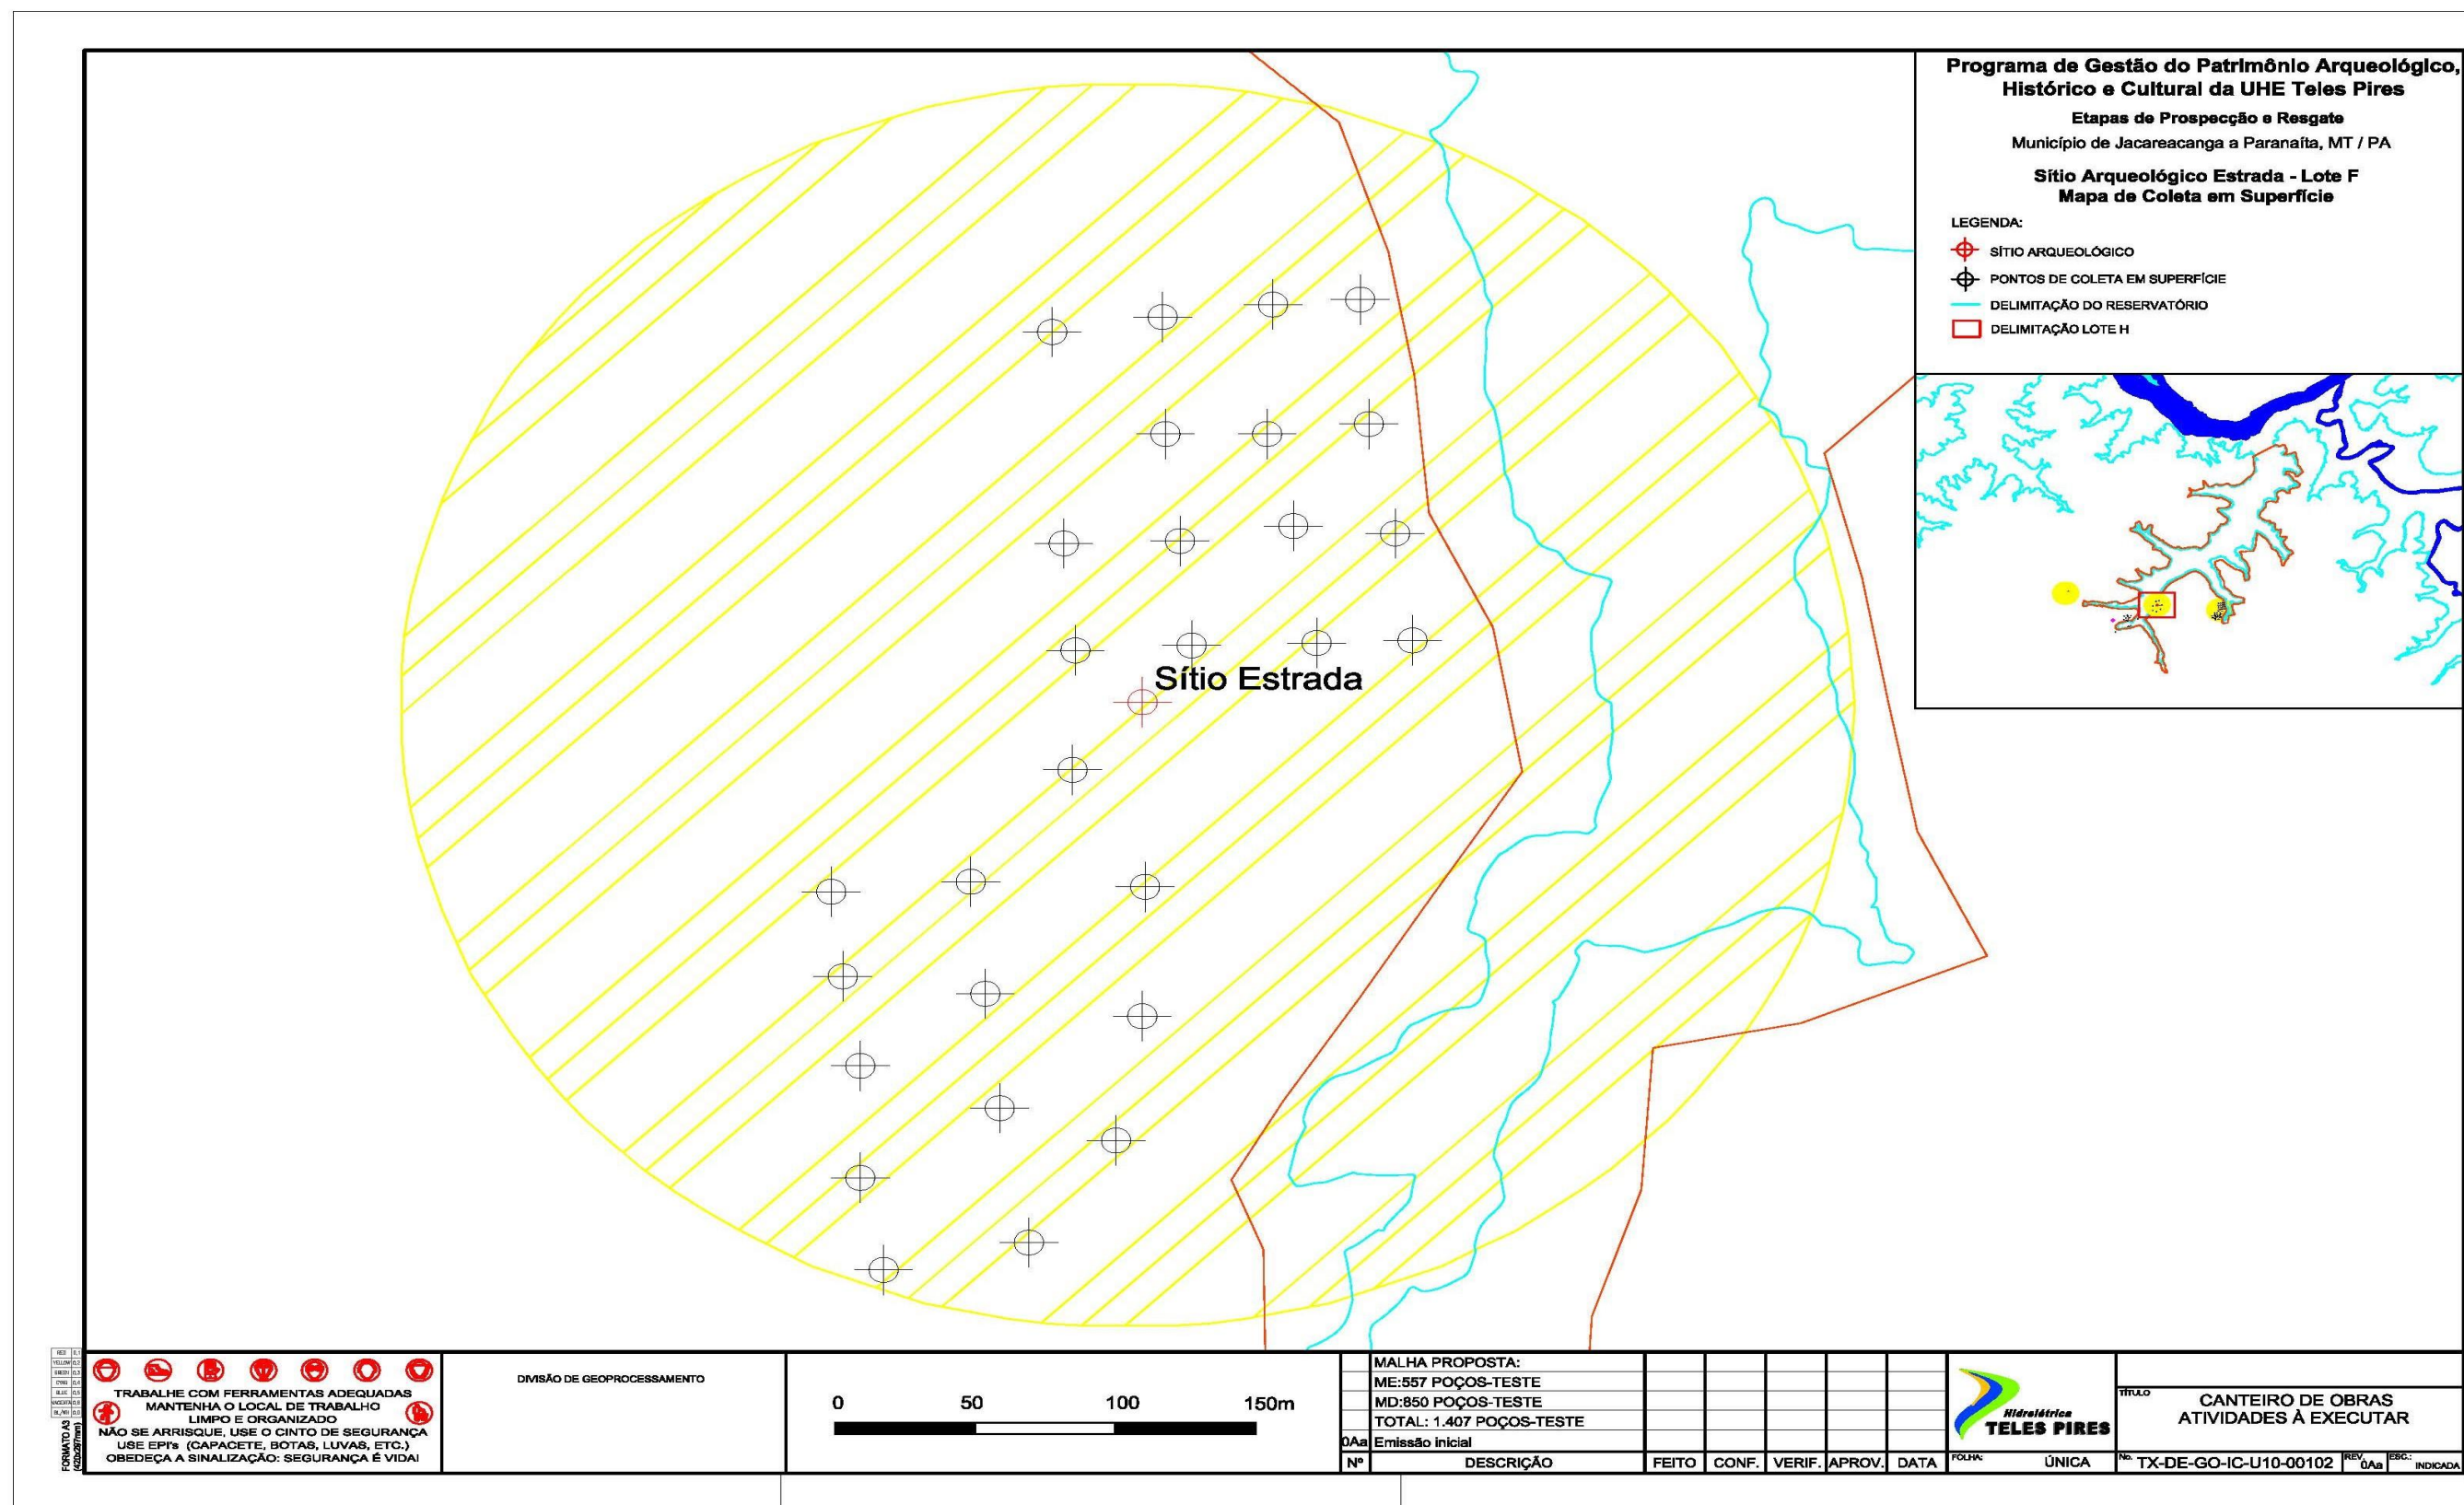 Programa de Gestão do Patrimônio Arqueológico,
Histórico e Cultural da UHE Teles Pires
Etapas de Prospecção e Resgate
Município de Jacareacanga a Paranaíta, MT / PA
Sítio Arqueológico Estrada - Lote F
Mapa de Coleta em Superfície
LEGENDA:
SÍTIO ARQUEOLÓGICO
PONTOS DE COLETA EM SUPERFÍCIE
DELIMITAÇÃO DO RESERVATÓRIO
DELIMITAÇÃO LOTE H
Sítio Estrada
FORMATO A3
(420x297mm)
TRABALHE COM FERRAMENTAS ADEQUADAS
MANTENHA O LOCAL DE TRABALHO
LIMPO E ORGANIZADO
NÃO SE ARRISQUE, USE O CINTO DE SEGURANÇA
USE EPI's (CAPACETE, BOTAS, LUVAS, ETC.)
OBEDEÇA A SINALIZAÇÃO: SEGURANÇA É VIDA!
DIVISÃO DE GEOPROCESSAMENTO
0 50 100 150m
MALHA PROPOSTA:
ME:557 POÇOS-TESTE
MD:850 POÇOS-TESTE
TOTAL: 1.407 POÇOS-TESTE
0Aa Emissão inicial
Nº DESCRIÇÃO FEITO CONF. VERIF. APROV. DATA
Hidrelétrica
TELES PIRES
FOLHA: ÚNICA
TÍTULO
CANTEIRO DE OBRAS
ATIVIDADES À EXECUTAR
No. TX-DE-GO-IC-U10-00102 REV. 0Aa ESC.: INDICADA